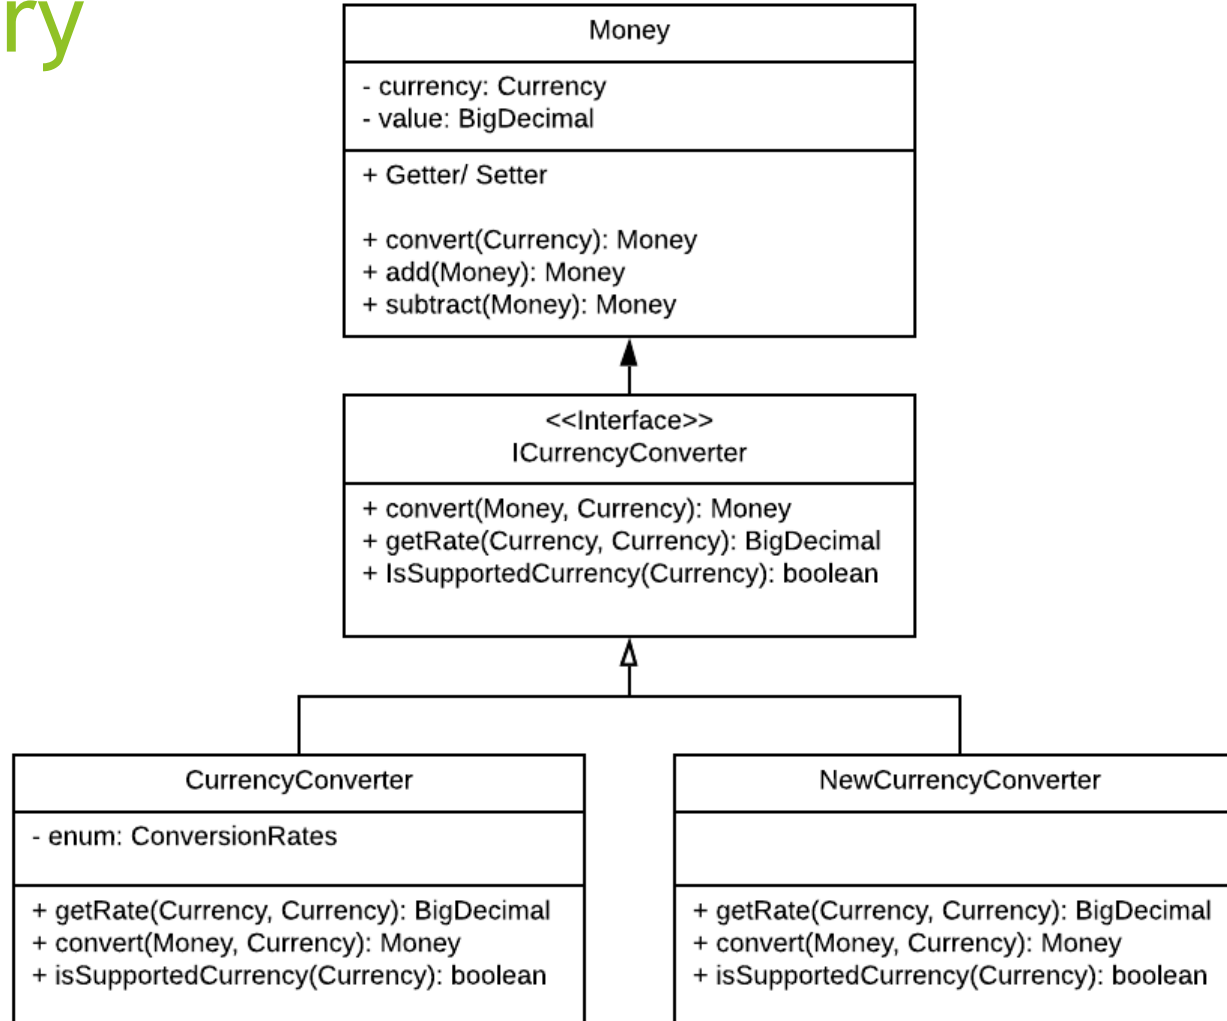 ry
Money
- currency: Currency
- value: BigDecimal
+ Getter/ Setter
+ convert(Currency): Money
+ add(Money): Money
+ subtract(Money): Money
<<Interface>>
ICurrencyConverter
+ convert(Money, Currency): Money
+ getRate(Currency, Currency): BigDecimal
+ IsSupportedCurrency(Currency): boolean
CurrencyConverter
- enum: ConversionRates
+ getRate(Currency, Currency): BigDecimal
+ convert(Money, Currency): Money
+ isSupportedCurrency(Currency): boolean
NewCurrencyConverter
+ getRate(Currency, Currency): BigDecimal
+ convert(Money, Currency): Money
+ isSupportedCurrency(Currency): boolean